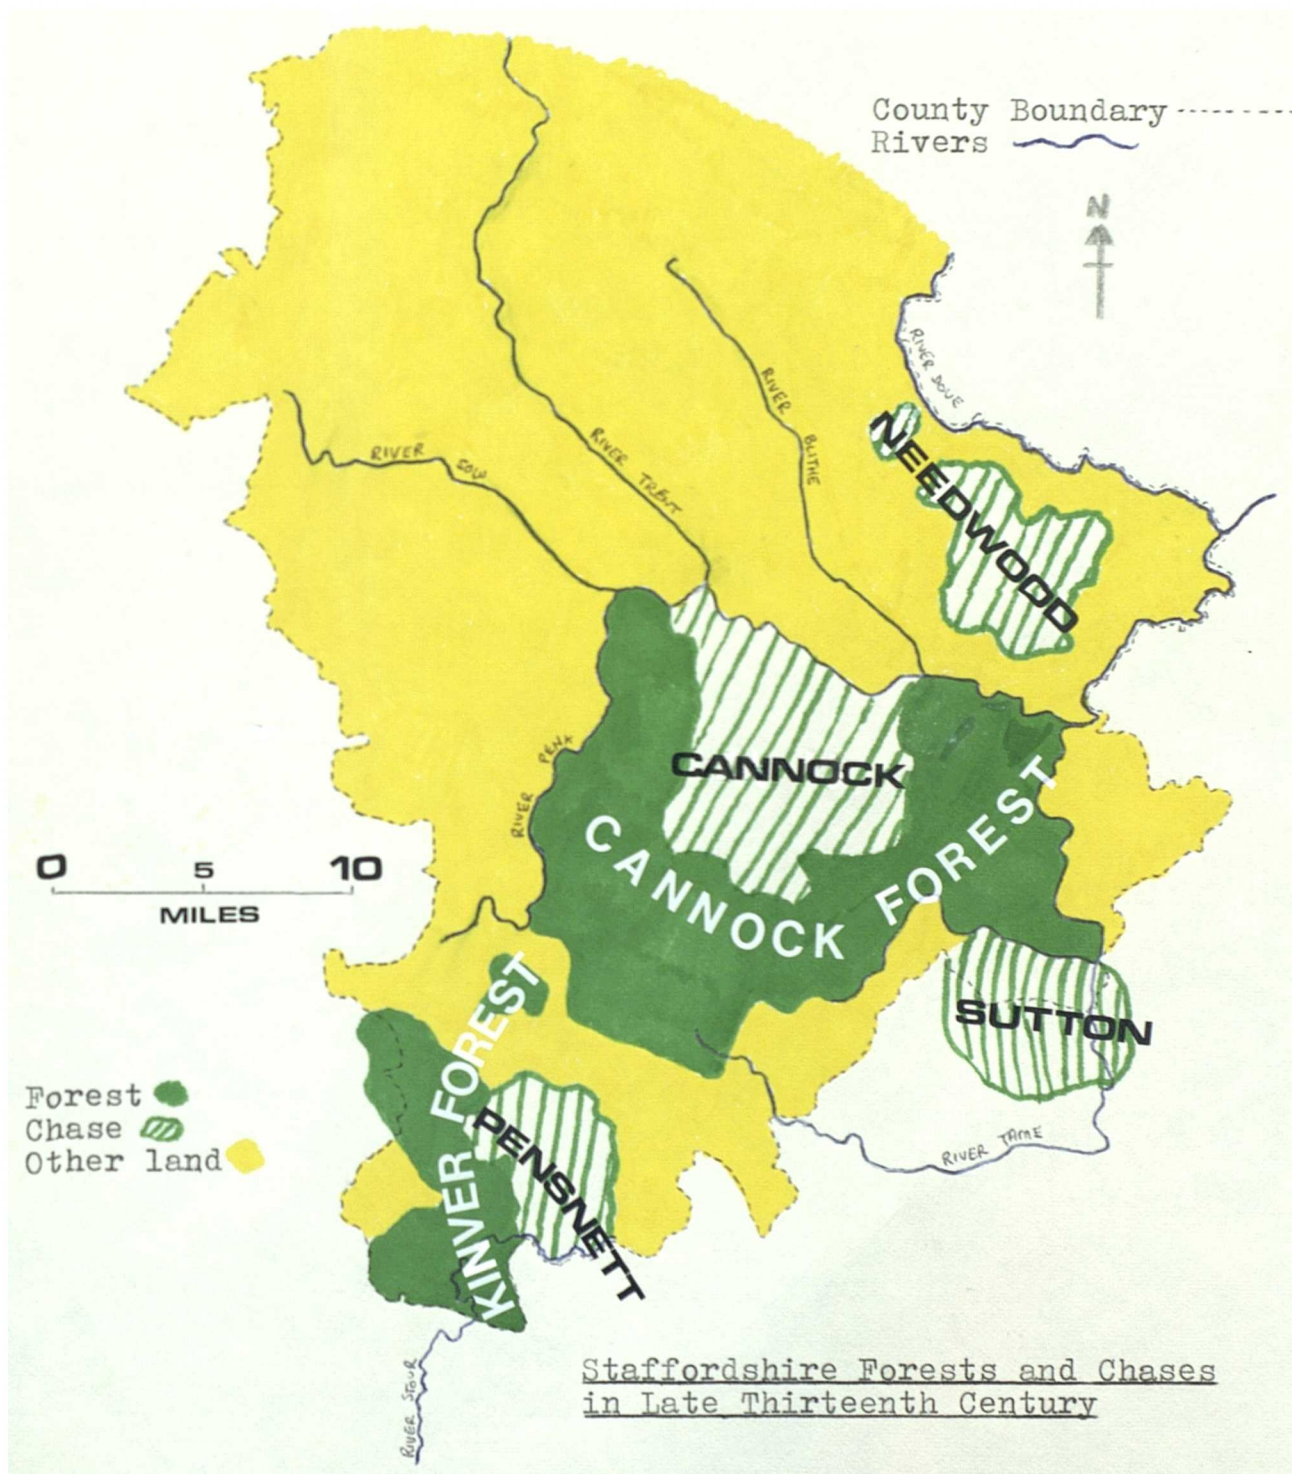 County Boundary
Rivers
N
RIVER DOVE
NEEDWOOD
RIVER BLITHE
RIVER TRENT
RIVER SOW
CANNOCK
RIVER PENK
CANNOCK FOREST
0 5 10
MILES
SUTTON
KINVER FOREST
PENSNETT
Forest
Chase
Other land
RIVER TAME
RIVER STOUR
Staffordshire Forests and Chases
in Late Thirteenth Century